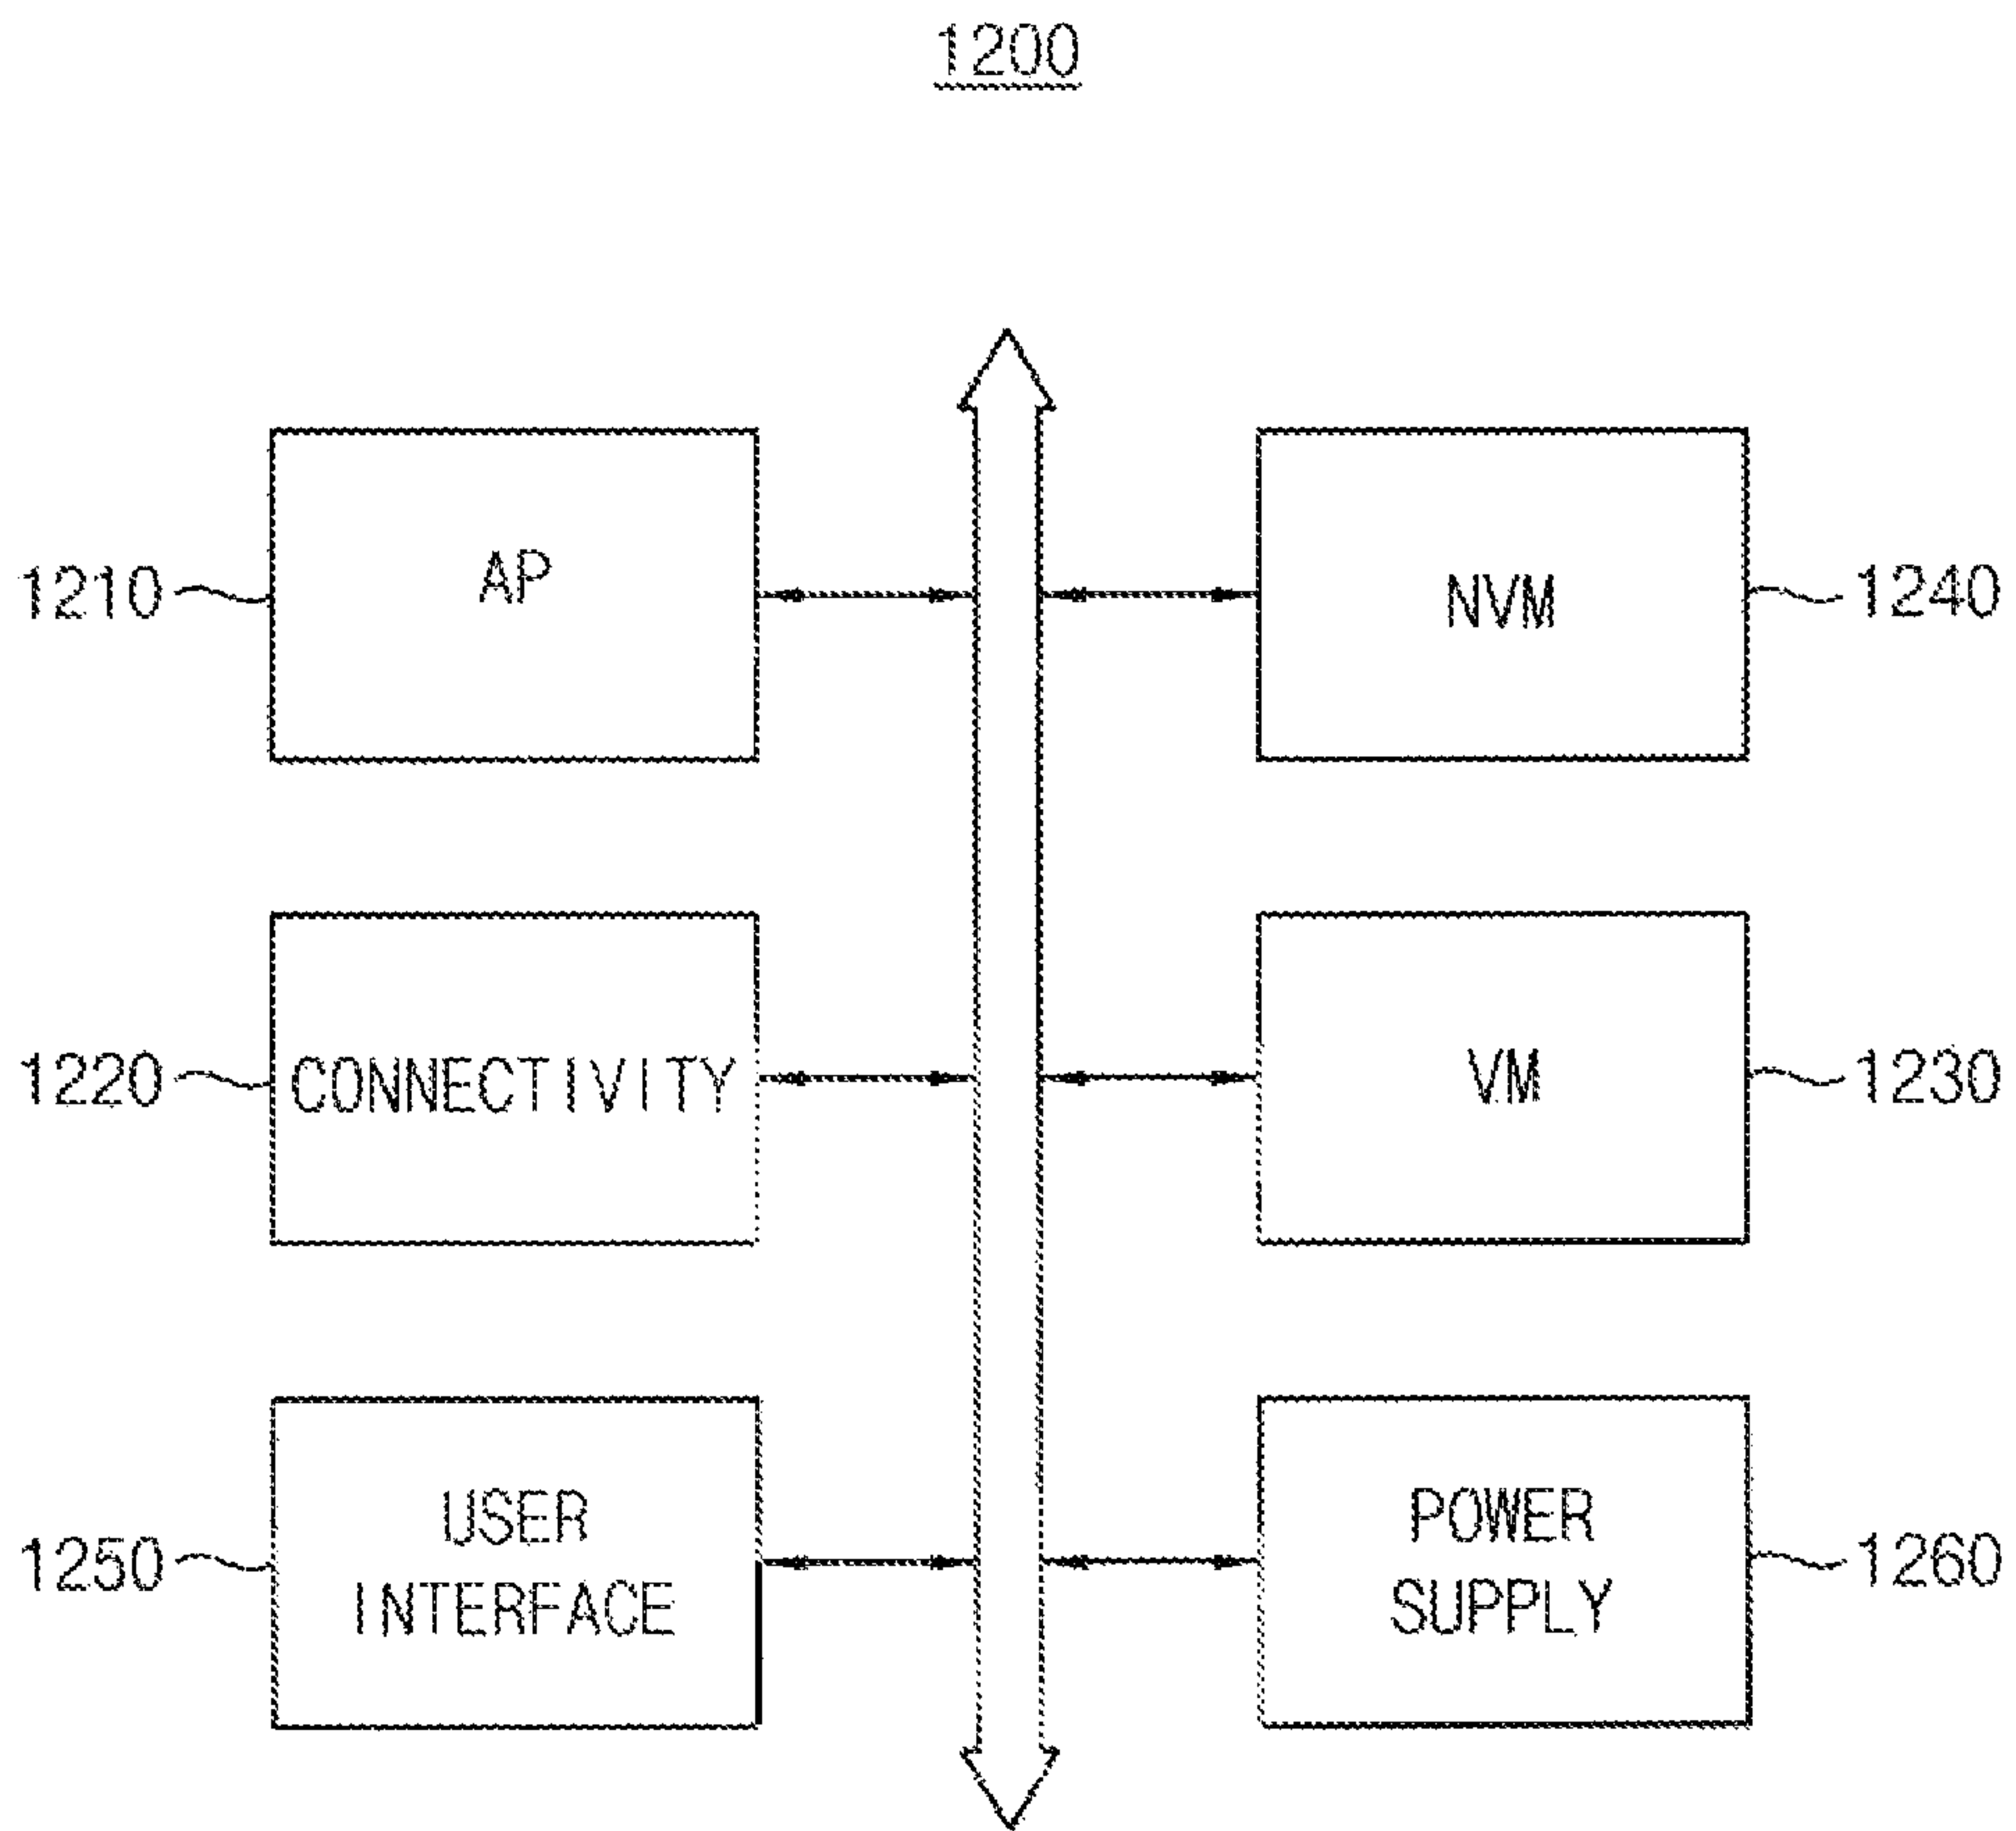 1200
AP
NVM
1210
1240
CONNECTIVITY
VM
1220
1230
USER
INTERFACE
POWER
SUPPLY
1250
1260